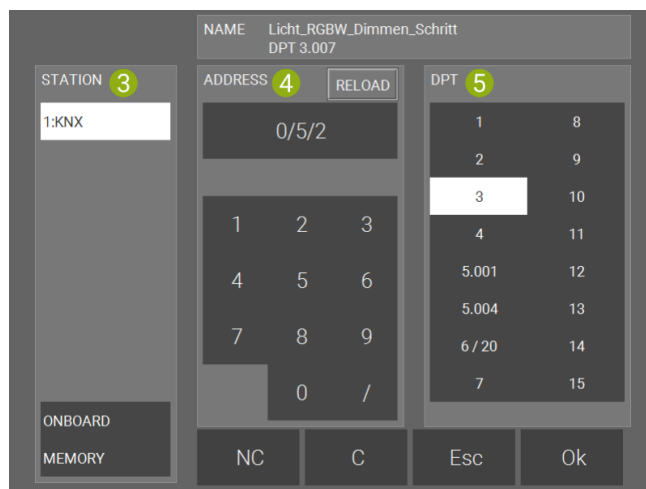 NAME Licht_RGBW_Dimmen_Schritt
DPT 3.007
STATION 3
1:KNX
ONBOARD
MEMORY
ADDRESS 4 RELOAD
0/5/2
1 2 3
4 5 6
7 8 9
0 /
DPT 5
1 8
2 9
3 10
4 11
5.001 12
5.004 13
6 / 20 14
7 15
NC C Esc Ok